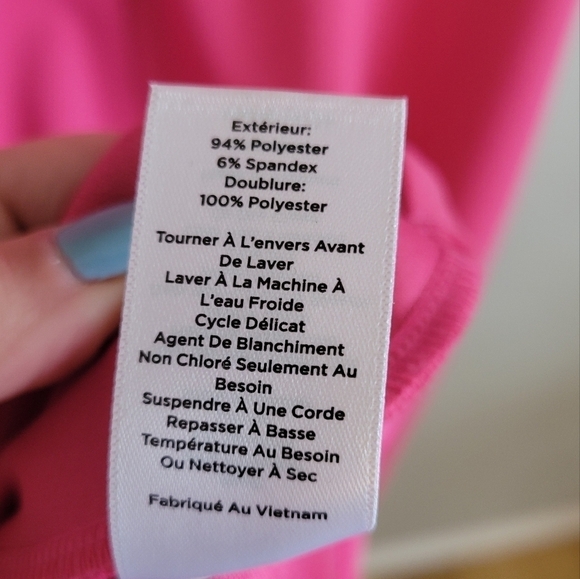 Extérieur:
94% Polyester
6% Spandex
Doublure:
100% Polyester
Tourner À L'envers Avant
De Laver
Laver À La Machine À
L'eau Froide
Cycle Délicat
Agent De Blanchiment
Non Chloré Seulement Au
Besoin
Suspendre À Une Corde
Repasser À Basse
Température Au Besoin
Ou Nettoyer À Sec
Fabriqué Au Vietnam